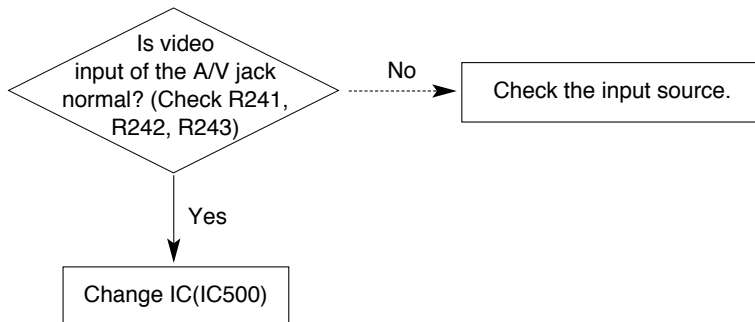 Is video
input of the A/V jack
normal? (Check R241,
R242, R243)
No
Check the input source.
Yes
Change IC(IC500)